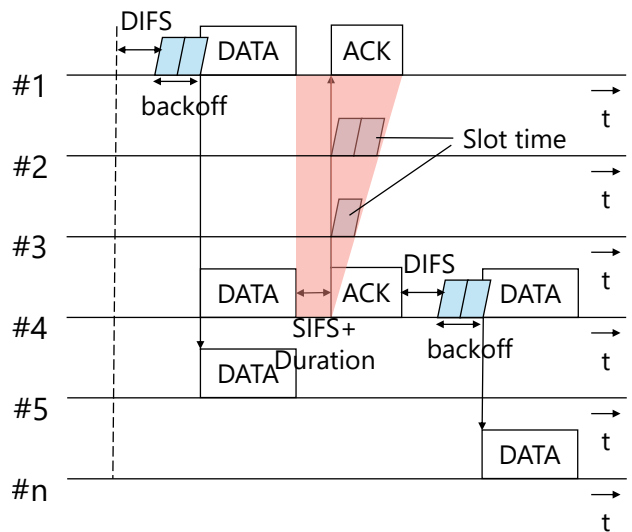 DIFS
DATA
ACK
#1
backoff
t
Slot time
#2
t
#3
t
DIFS
DATA
ACK
DATA
#4
SIFS+
Duration
backoff
t
DATA
#5
t
DATA
#n
t